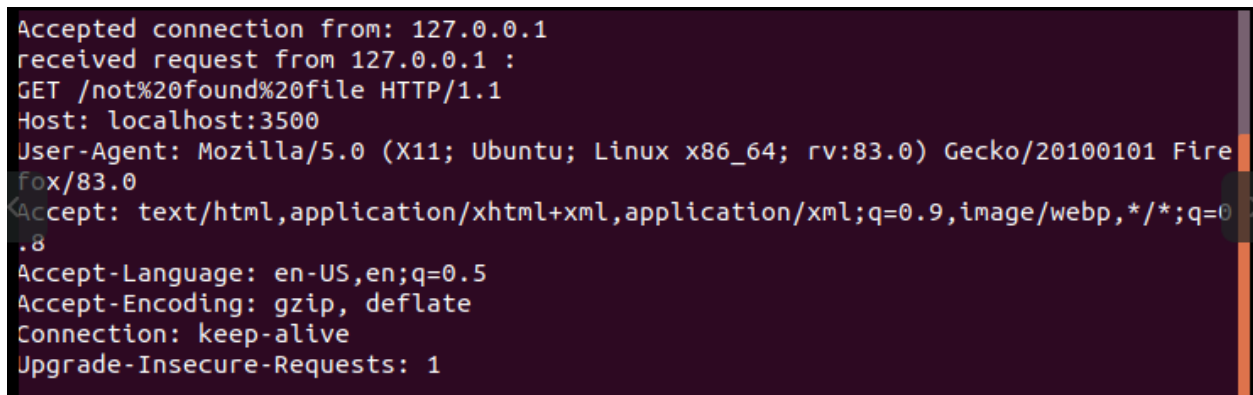 Accepted connection from: 127.0.0.1
received request from 127.0.0.1 :
GET /not%20found%20file HTTP/1.1
Host: localhost:3500
User-Agent: Mozilla/5.0 (X11; Ubuntu; Linux x86_64; rv:83.0) Gecko/20100101 Fire
fox/83.0
Accept: text/html,application/xhtml+xml,application/xml;q=0.9,image/webp,*/*;q=0
.8
Accept-Language: en-US,en;q=0.5
Accept-Encoding: gzip, deflate
Connection: keep-alive
Upgrade-Insecure-Requests: 1